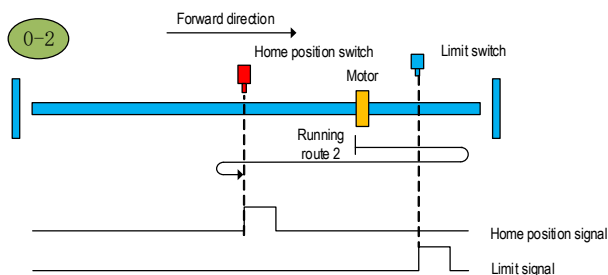 Forward direction
0-2
Home position switch
Limit switch
Motor
Running
route 2
Home position signal
Limit signal